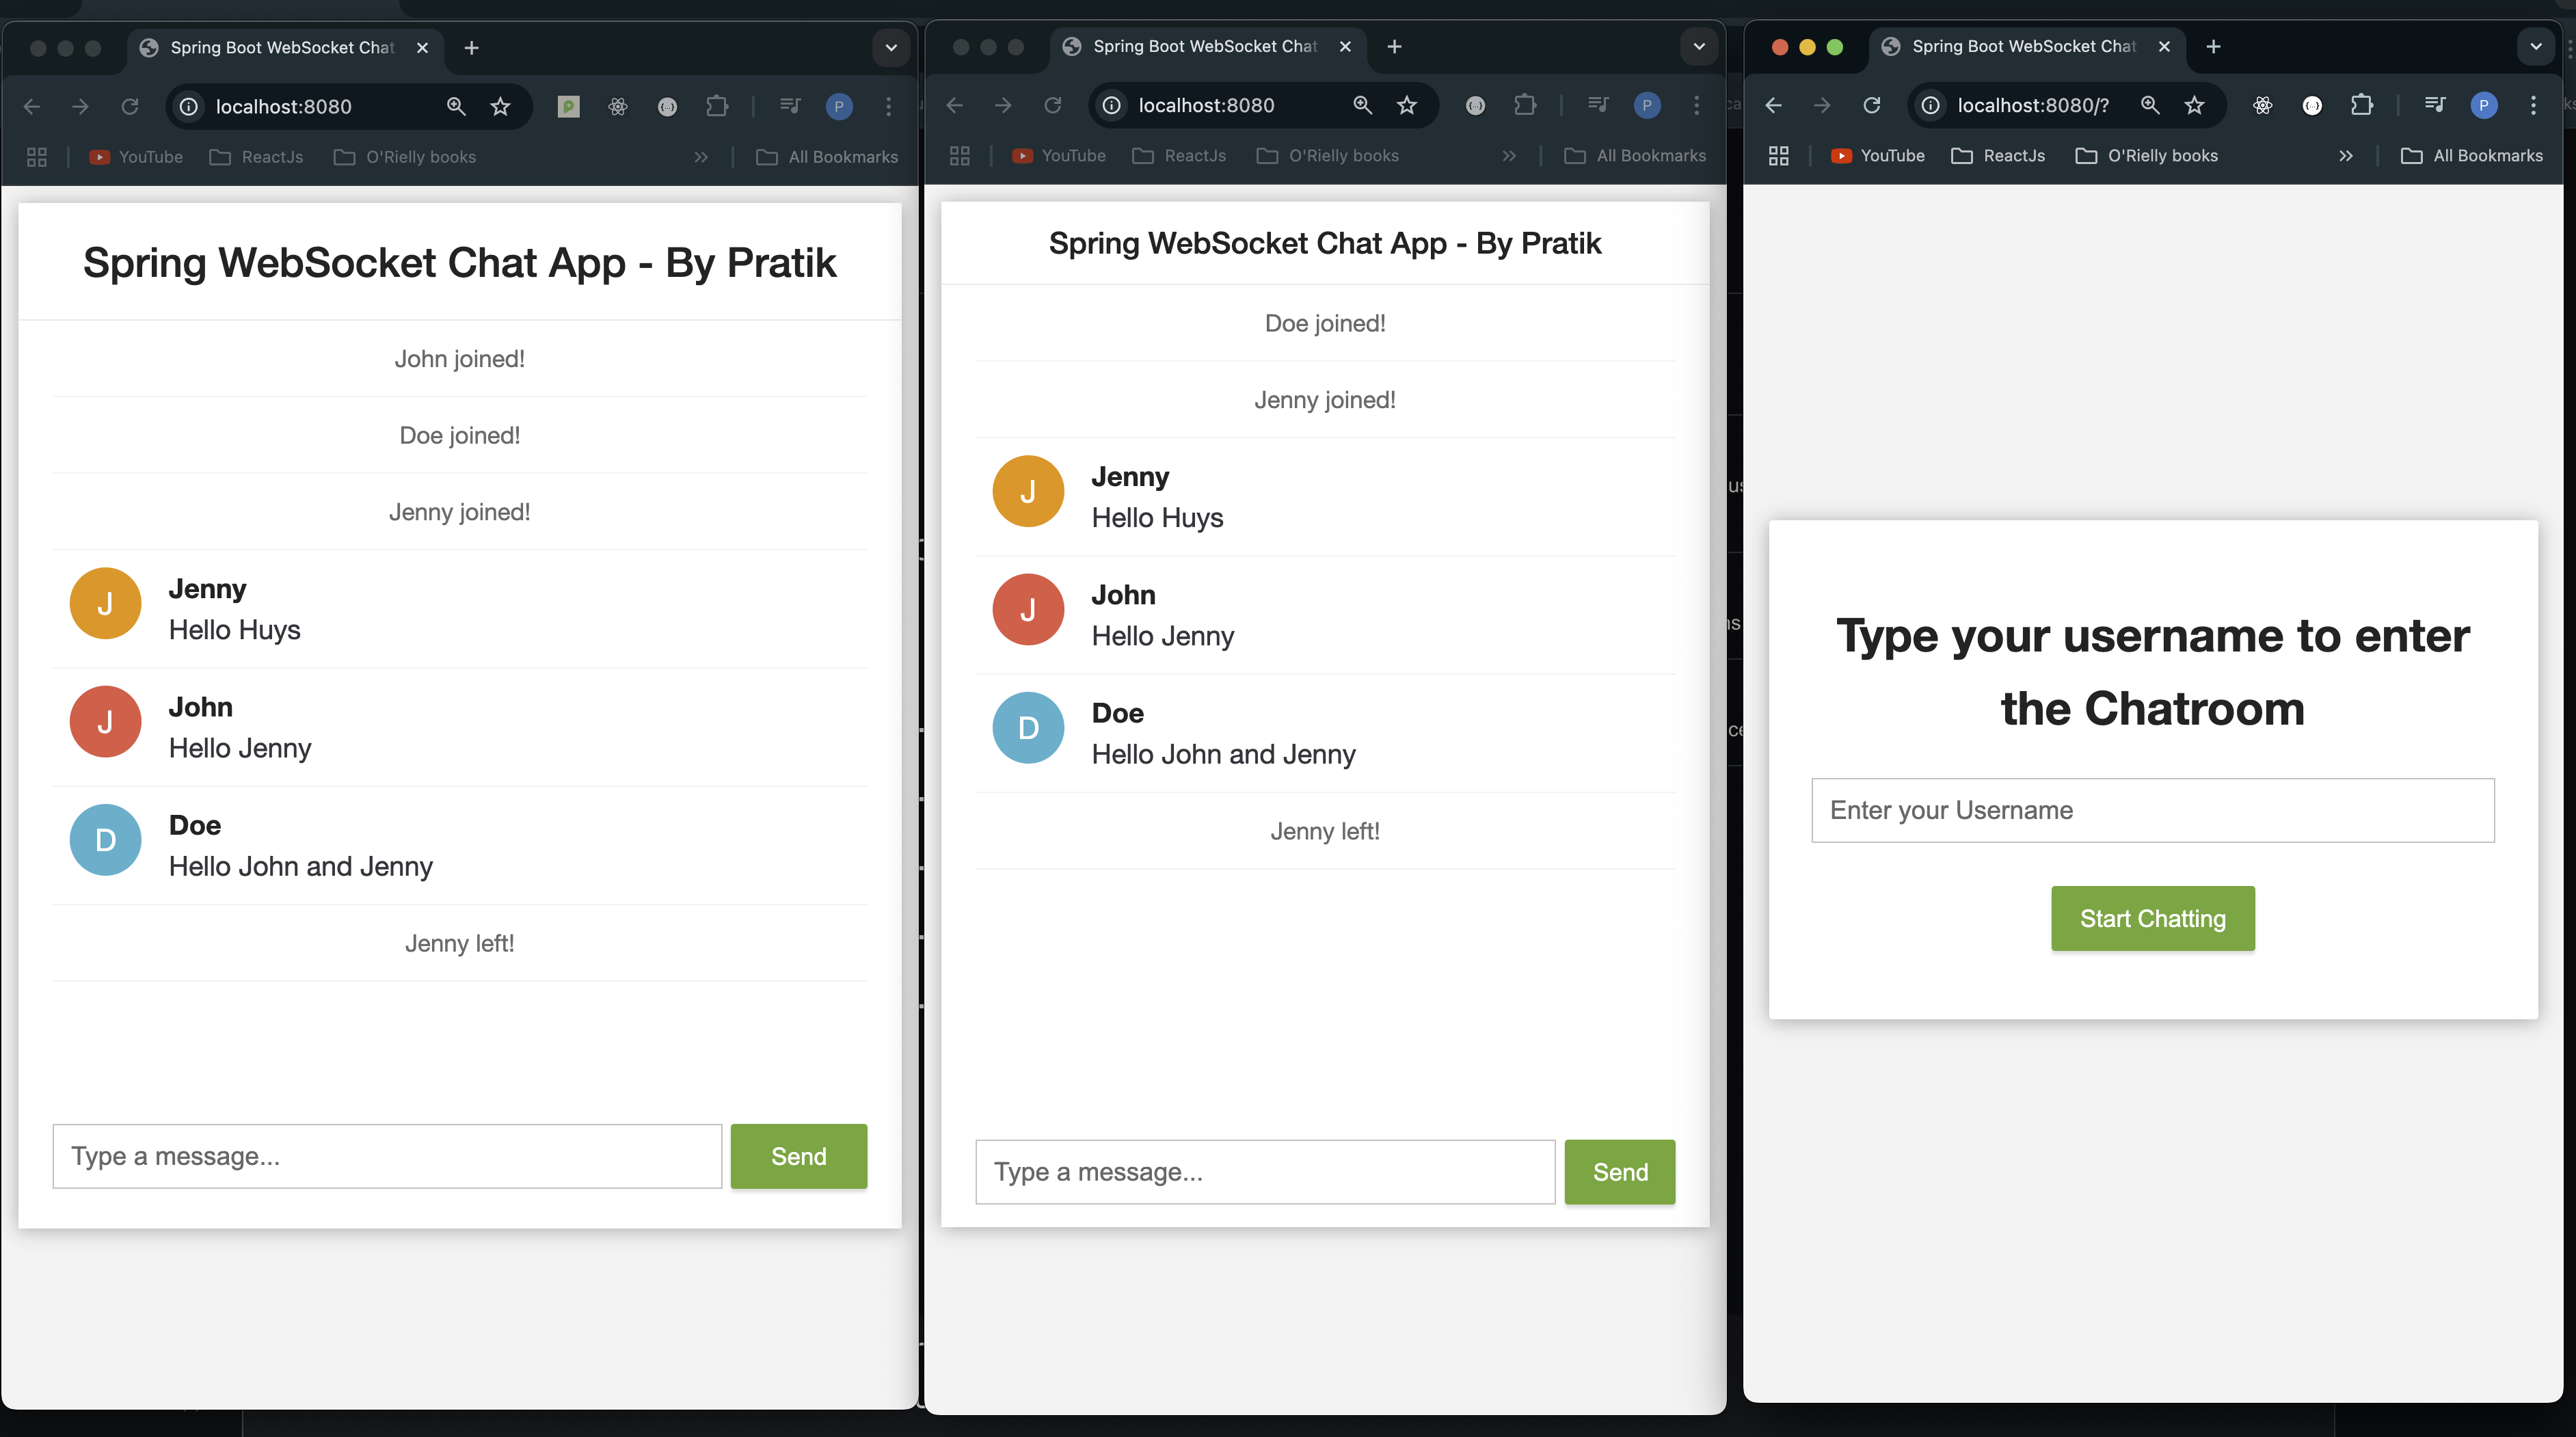 Spring Boot WebSocket Chat
localhost:8080
YouTube
ReactJs
O'Rielly books
All Bookmarks
Spring WebSocket Chat App - By Pratik
John joined!
Doe joined!
Jenny joined!
J
Jenny
Hello Huys
J
John
Hello Jenny
D
Doe
Hello John and Jenny
Jenny left!
Type a message...
Send
Spring Boot WebSocket Chat
localhost:8080
P
YouTube
ReactJs
O'Rielly books
All Bookmarks
Spring WebSocket Chat App - By Pratik
Doe joined!
Jenny joined!
J
Jenny
Hello Huys
J
John
Hello Jenny
D
Doe
Hello John and Jenny
Jenny left!
Type a message...
Send
Spring Boot WebSocket Chat
localhost:8080/?
P
YouTube
ReactJs
O'Rielly books
All Bookmarks
Type your username to enter
the Chatroom
Enter your Username
Start Chatting